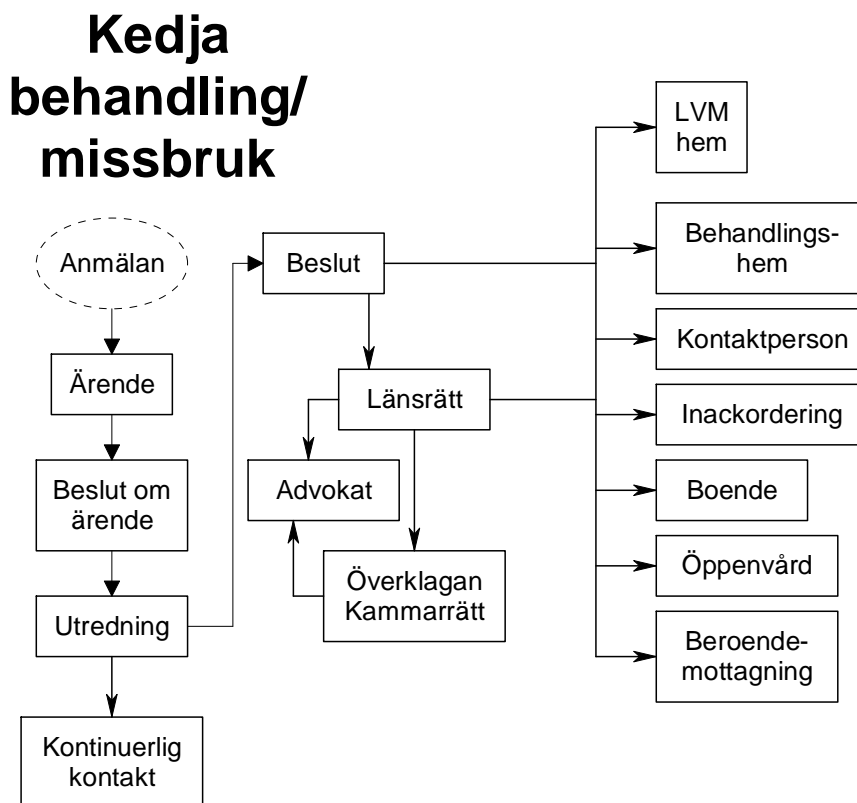 Kedja
behandling/
missbruk
Anmälan
Ärende
Beslut om
ärende
Utredning
Kontinuerlig
kontakt
Beslut
Länsrätt
Advokat
Överklagan
Kammarrätt
LVM
hem
Behandlings-
hem
Kontaktperson
Inackordering
Boende
Öppenvård
Beroende-
mottagning